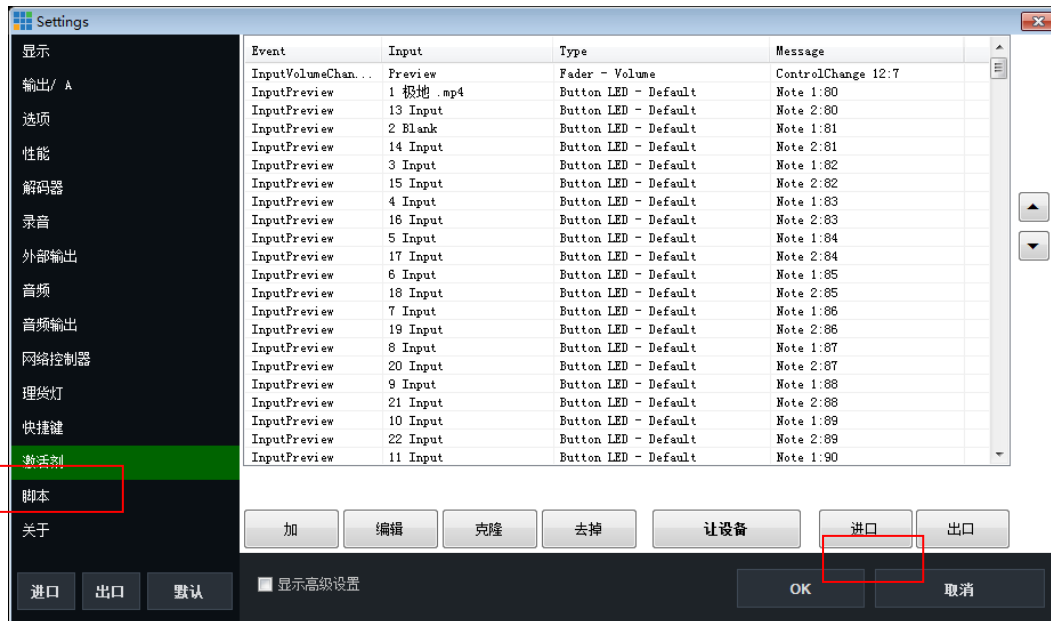 Settings
显示
输出/ A
选项
性能
解码器
录音
外部输出
音频
音频输出
网络控制器
理货灯
快捷键
激活剂
脚本
关于
进口 出口 默认
Event Input Type Message
InputVolumeChan... Preview Fader - Volume ControlChange 12:7
InputPreview 1 极地 .mp4 Button LED - Default Note 1:80
InputPreview 13 Input Button LED - Default Note 2:80
InputPreview 2 Blank Button LED - Default Note 1:81
InputPreview 14 Input Button LED - Default Note 2:81
InputPreview 3 Input Button LED - Default Note 1:82
InputPreview 15 Input Button LED - Default Note 2:82
InputPreview 4 Input Button LED - Default Note 1:83
InputPreview 16 Input Button LED - Default Note 2:83
InputPreview 5 Input Button LED - Default Note 1:84
InputPreview 17 Input Button LED - Default Note 2:84
InputPreview 6 Input Button LED - Default Note 1:85
InputPreview 18 Input Button LED - Default Note 2:85
InputPreview 7 Input Button LED - Default Note 1:86
InputPreview 19 Input Button LED - Default Note 2:86
InputPreview 8 Input Button LED - Default Note 1:87
InputPreview 20 Input Button LED - Default Note 2:87
InputPreview 9 Input Button LED - Default Note 1:88
InputPreview 21 Input Button LED - Default Note 2:88
InputPreview 10 Input Button LED - Default Note 1:89
InputPreview 22 Input Button LED - Default Note 2:89
InputPreview 11 Input Button LED - Default Note 1:90
加 编辑 克隆 去掉 让设备 进口 出口
显示高级设置
OK 取消